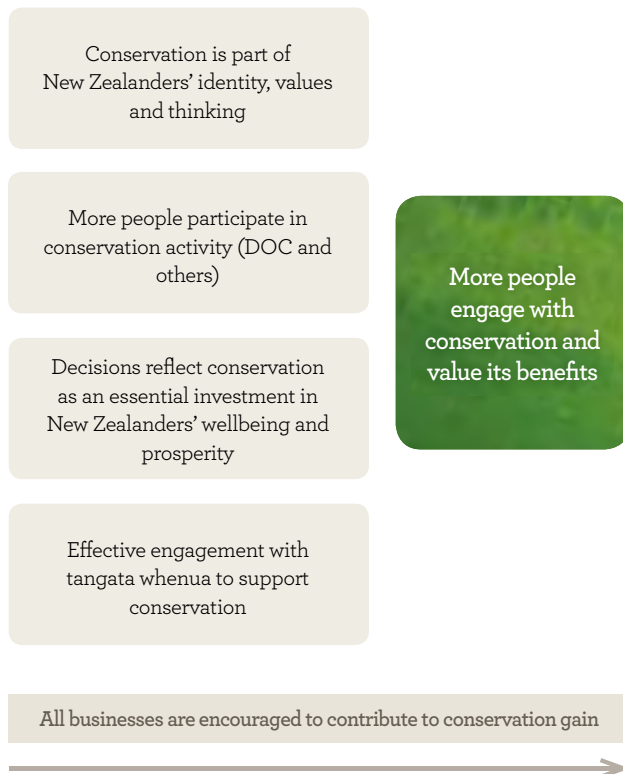 Conservation is part of
New Zealanders’ identity, values
and thinking
More people participate in
conservation activity (DOC and
others)
Decisions reflect conservation
as an essential investment in
New Zealanders’ wellbeing and
prosperity
Effective engagement with
tangata whenua to support
conservation
More people
engage with
conservation and
value its benefits
All businesses are encouraged to contribute to conservation gain